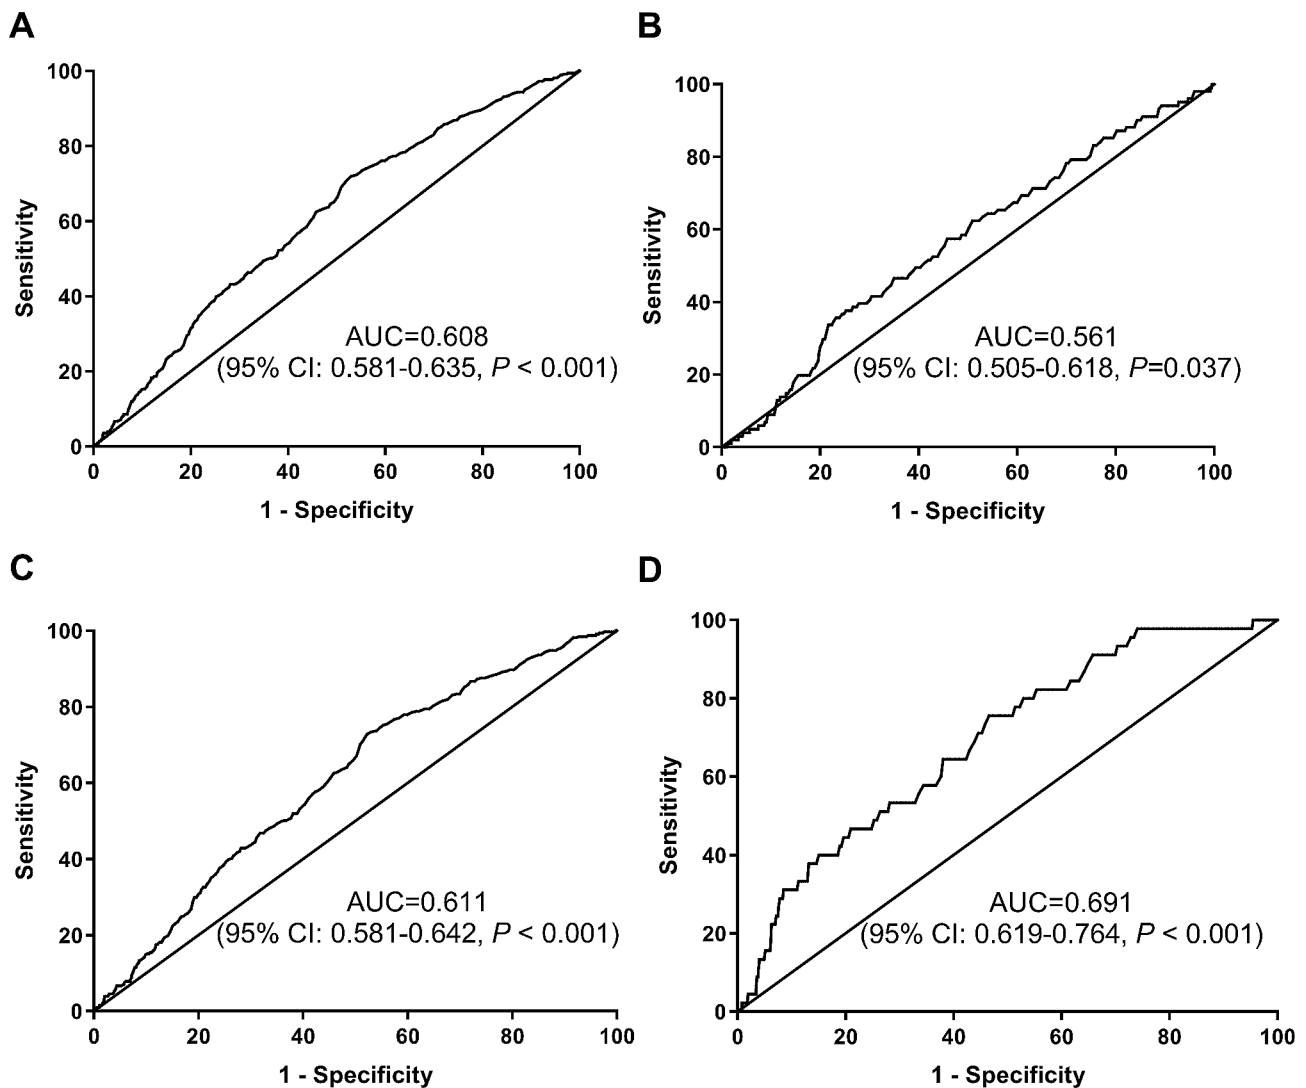 A
100
80
60
40
20
0
Sensitivity
AUC=0.608
(95% CI: 0.581-0.635, P < 0.001)
0 20 40 60 80 100
1 - Specificity
B
100
80
60
40
20
0
Sensitivity
AUC=0.561
(95% CI: 0.505-0.618, P=0.037)
0 20 40 60 80 100
1 - Specificity
C
100
80
60
40
20
0
Sensitivity
AUC=0.611
(95% CI: 0.581-0.642, P < 0.001)
0 20 40 60 80 100
1 - Specificity
D
100
80
60
40
20
0
Sensitivity
AUC=0.691
(95% CI: 0.619-0.764, P < 0.001)
0 20 40 60 80 100
1 - Specificity